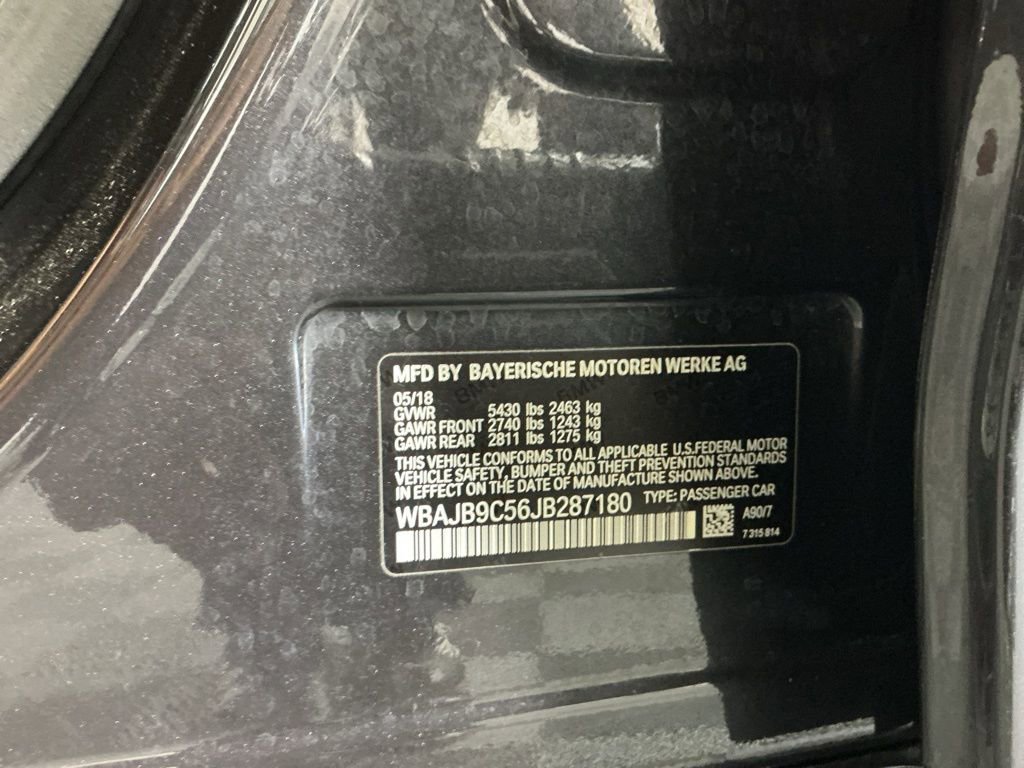 MFD BY BAYERISCHE MOTOREN WERKE AG
05/18
GVWR 5430 lbs 2463 kg
GAWR FRONT 2740 lbs 1243 kg
GAWR REAR 2811 lbs 1275 kg
THIS VEHICLE CONFORMS TO ALL APPLICABLE U.S.FEDERAL MOTOR
VEHICLE SAFETY, BUMPER AND THEFT PREVENTION STANDARDS
IN EFFECT ON THE DATE OF MANUFACTURE SHOWN ABOVE.
WBAJB9C56JB287180 TYPE: PASSENGER CAR
A90/7
7 315 814